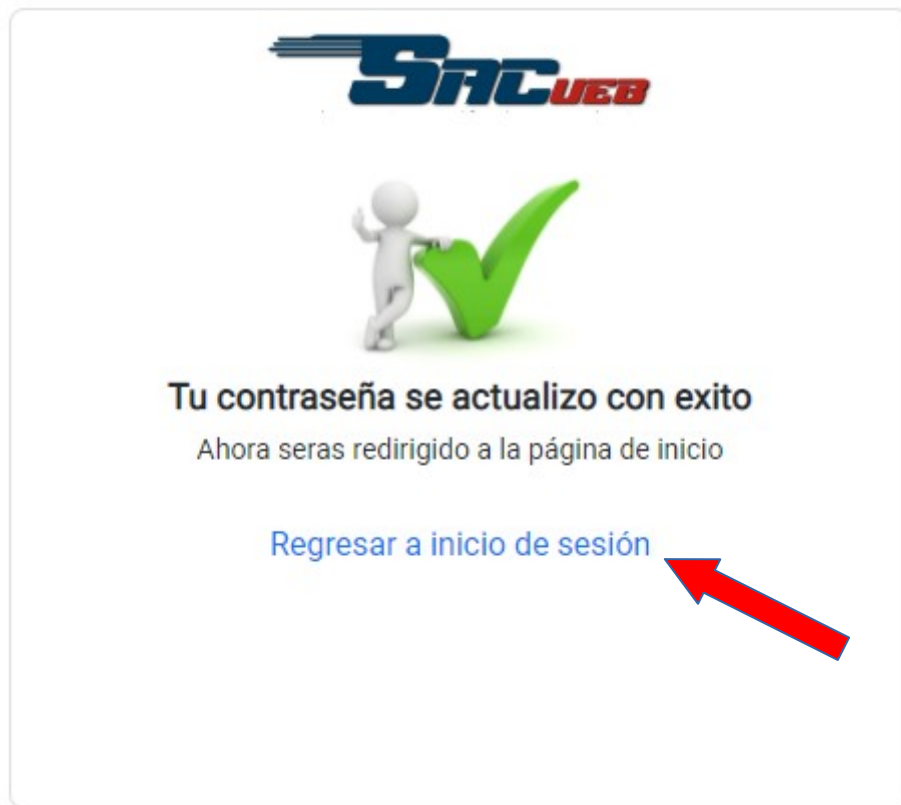 SACUEB
Tu contraseña se actualizo con exito
Ahora seras redirigido a la página de inicio
Regresar a inicio de sesión